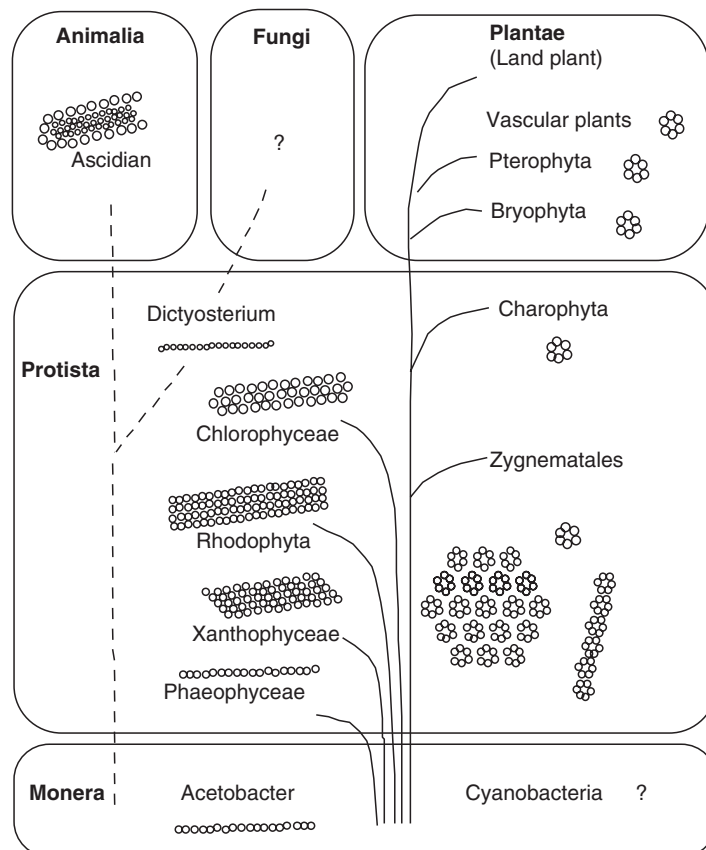 Animalia
Ascidian
Fungi
?
Plantae
(Land plant)
Vascular plants
Pterophyta
Bryophyta
Protista
Dictyosterium
Chlorophyceae
Rhodophyta
Xanthophyceae
Phaeophyceae
Charophyta
Zygnematales
Monera
Acetobacter
Cyanobacteria ?